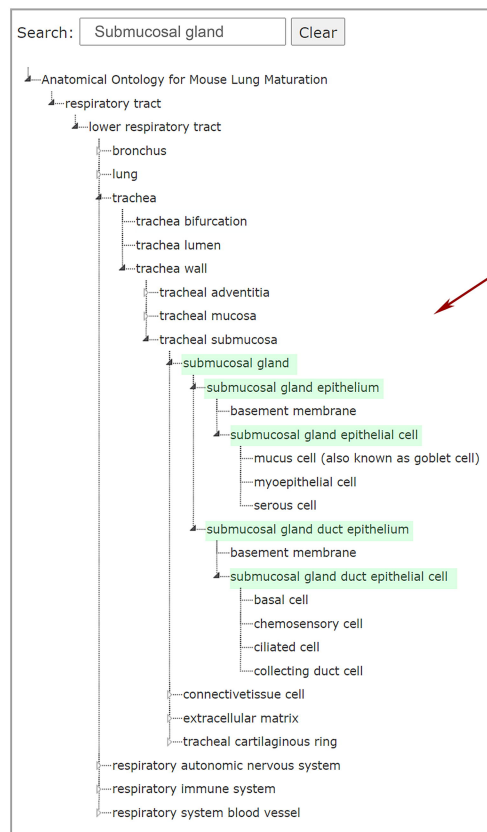 Search: Submucosal gland Clear
Anatomical Ontology for Mouse Lung Maturation
respiratory tract
lower respiratory tract
bronchus
lung
trachea
trachea bifurcation
trachea lumen
trachea wall
tracheal adventitia
tracheal mucosa
tracheal submucosa
submucosal gland
submucosal gland epithelium
basement membrane
submucosal gland epithelial cell
mucus cell (also known as goblet cell)
myoepithelial cell
serous cell
submucosal gland duct epithelium
basement membrane
submucosal gland duct epithelial cell
basal cell
chemosensory cell
ciliated cell
collecting duct cell
connectivetissue cell
extracellular matrix
tracheal cartilaginous ring
respiratory autonomic nervous system
respiratory immune system
respiratory system blood vessel